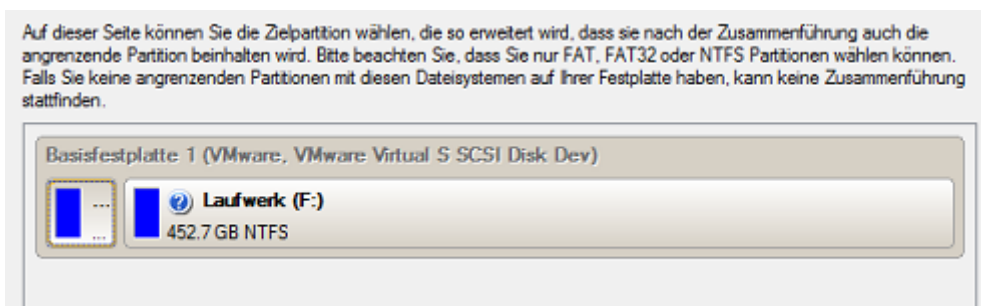 Auf dieser Seite können Sie die Zielpartition wählen, die so erweitert wird, dass sie nach der Zusammenführung auch die
angrenzende Partition beinhalten wird. Bitte beachten Sie, dass Sie nur FAT, FAT32 oder NTFS Partitionen wählen können.
Falls Sie keine angrenzenden Partitionen mit diesen Dateisystemen auf Ihrer Festplatte haben, kann keine Zusammenführung
stattfinden.
Basisfestplatte 1 (VMware, VMware Virtual S SCSI Disk Dev)
...
...
Laufwerk (F:)
452.7 GB NTFS